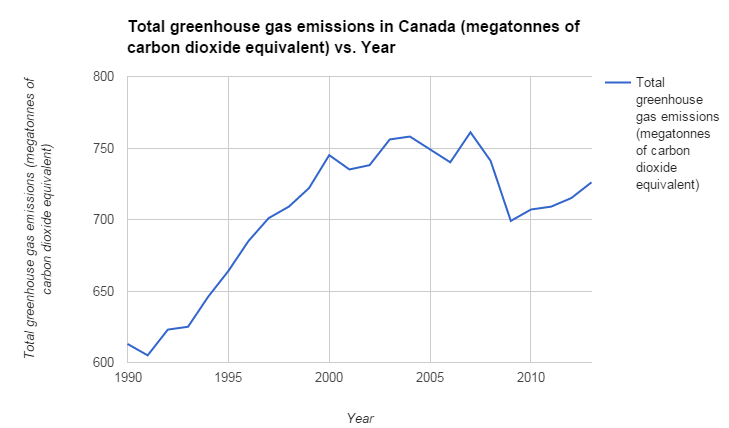 Total greenhouse gas emissions in Canada (megatonnes of
carbon dioxide equivalent) vs. Year
Total greenhouse gas emissions (megatonnes of
carbon dioxide equivalent)
800
750
700
650
600
1990
1995
2000
2005
2010
Year
Total
greenhouse
gas emissions
(megatonnes
of carbon
dioxide
equivalent)